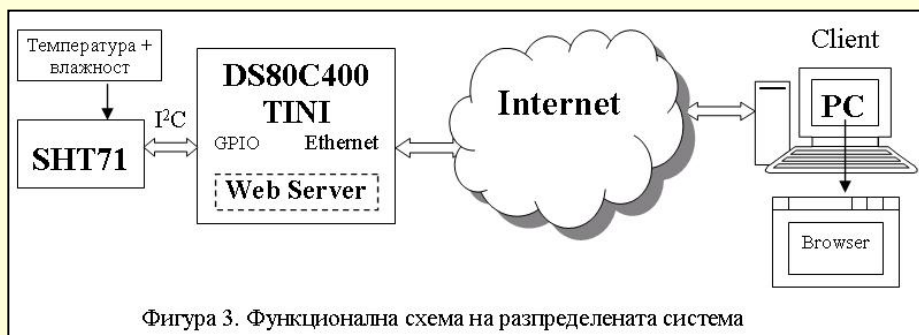 Температура +
влажност
SHT71
I²C
DS80C400
TINI
GPIO Ethernet
Web Server
Internet
Client
PC
Browser
Фигура 3. Функционална схема на разпределената система